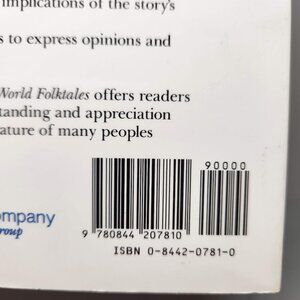 implications of the story's
s to express opinions and
World Folktales offers readers
standing and appreciation
ature of many peoples
90000
ompany
roup
9 780844 207810
ISBN 0-8442-0781-0